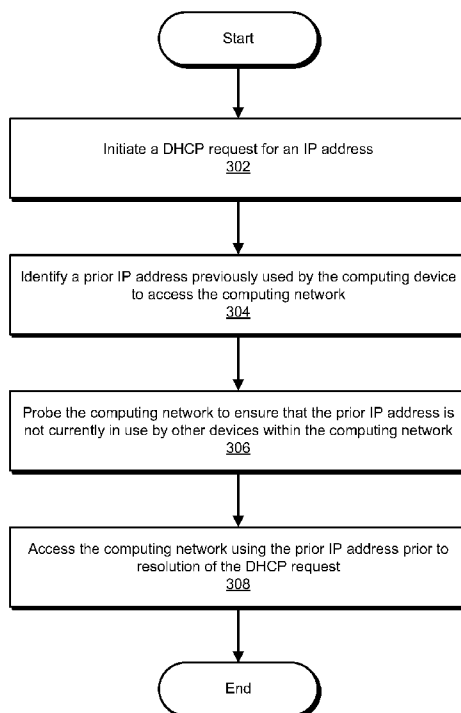 Start
Initiate a DHCP request for an IP address
302
Identify a prior IP address previously used by the computing device
to access the computing network
304
Probe the computing network to ensure that the prior IP address is
not currently in use by other devices within the computing network
306
Access the computing network using the prior IP address prior to
resolution of the DHCP request
308
End